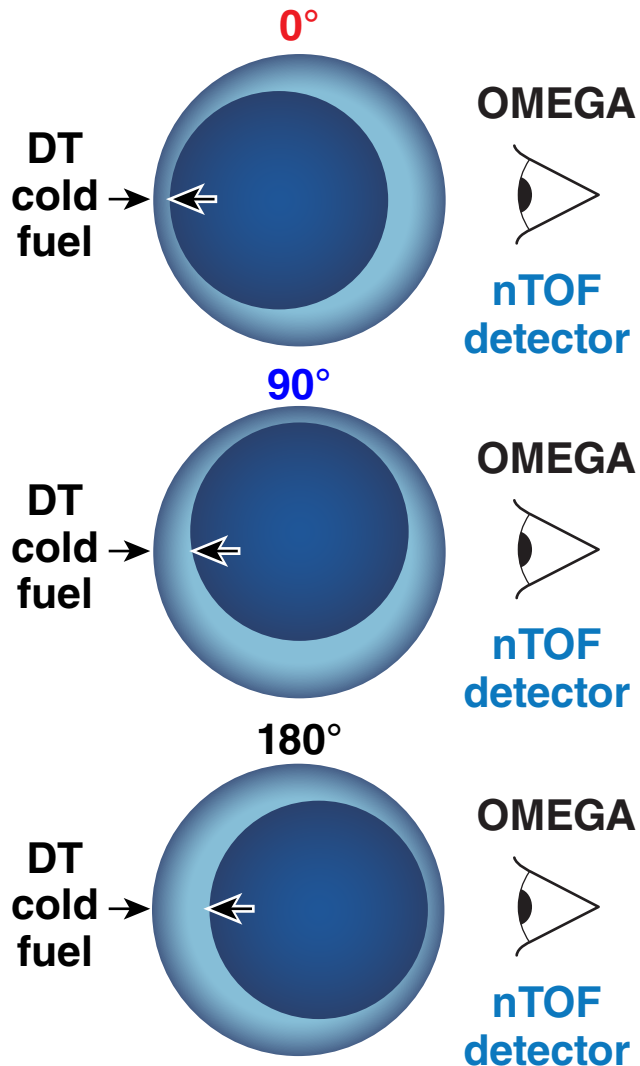 0°
DT
cold
fuel
OMEGA
nTOF
detector
90°
DT
cold
fuel
OMEGA
nTOF
detector
180°
DT
cold
fuel
OMEGA
nTOF
detector